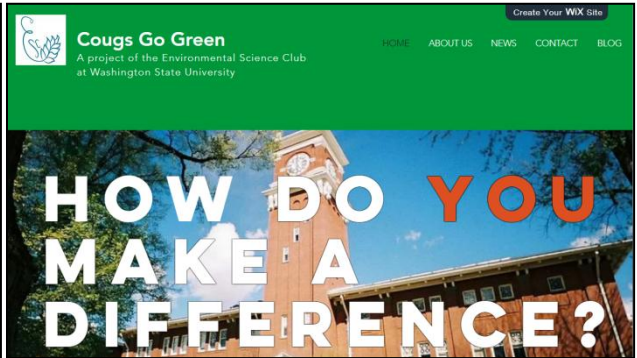 Create Your WiX Site
Cougs Go Green
A project of the Environmental Science Club
at Washington State University
HOME ABOUT US NEWS CONTACT BLOG
HOW DO YOU
MAKE A
DIFFERENCE?